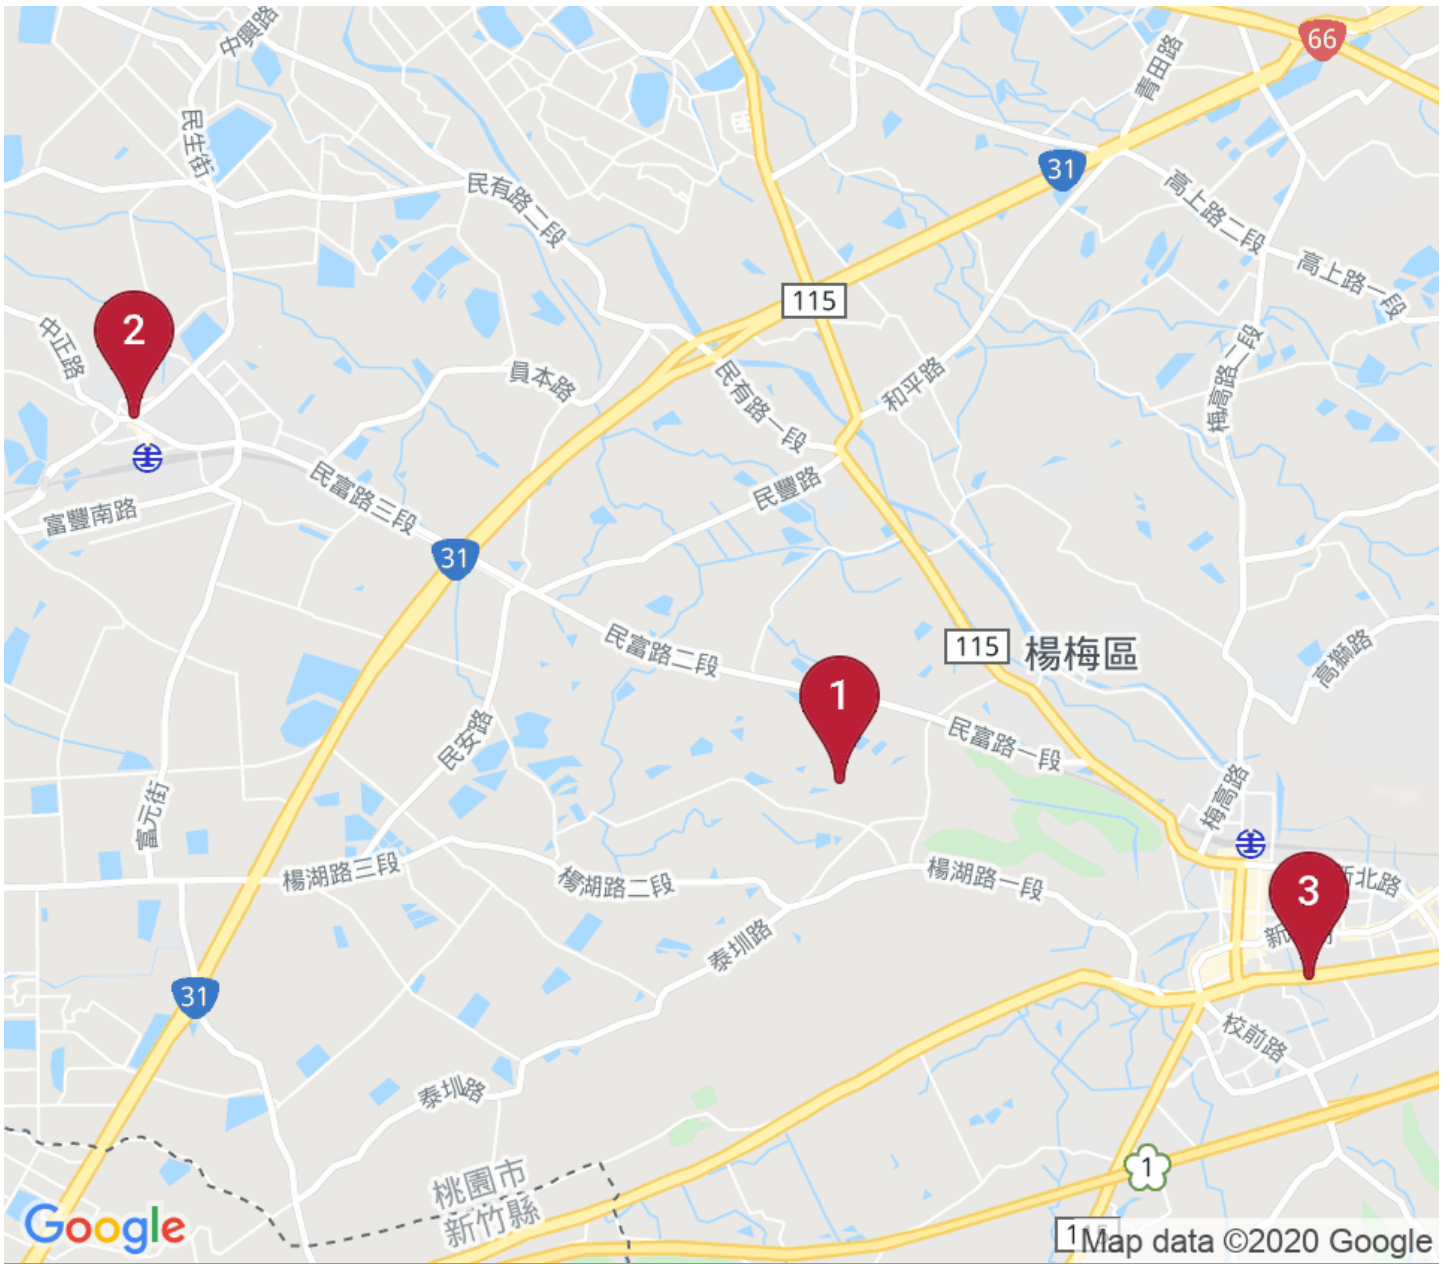 中興路
66
青田路
民生街
31
民有路二段
高上路二段
高上路一段
115
2
中正路
員本路
民有路一段
和平路
梅高路二段
民富路三段
民豐路
富豐南路
31
民富路二段
115
楊梅區
高獅路
1
民安路
民富路一段
富元街
梅高路
楊湖路三段
楊湖路二段
楊湖路一段
3
新北路
泰圳路
31
校前路
泰圳路
1
桃園市
新竹縣
Google
Map data ©2020 Google